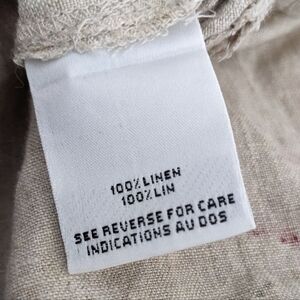 100% LINEN
100% LIN
SEE REVERSE FOR CARE
INDICATIONS AU DOS